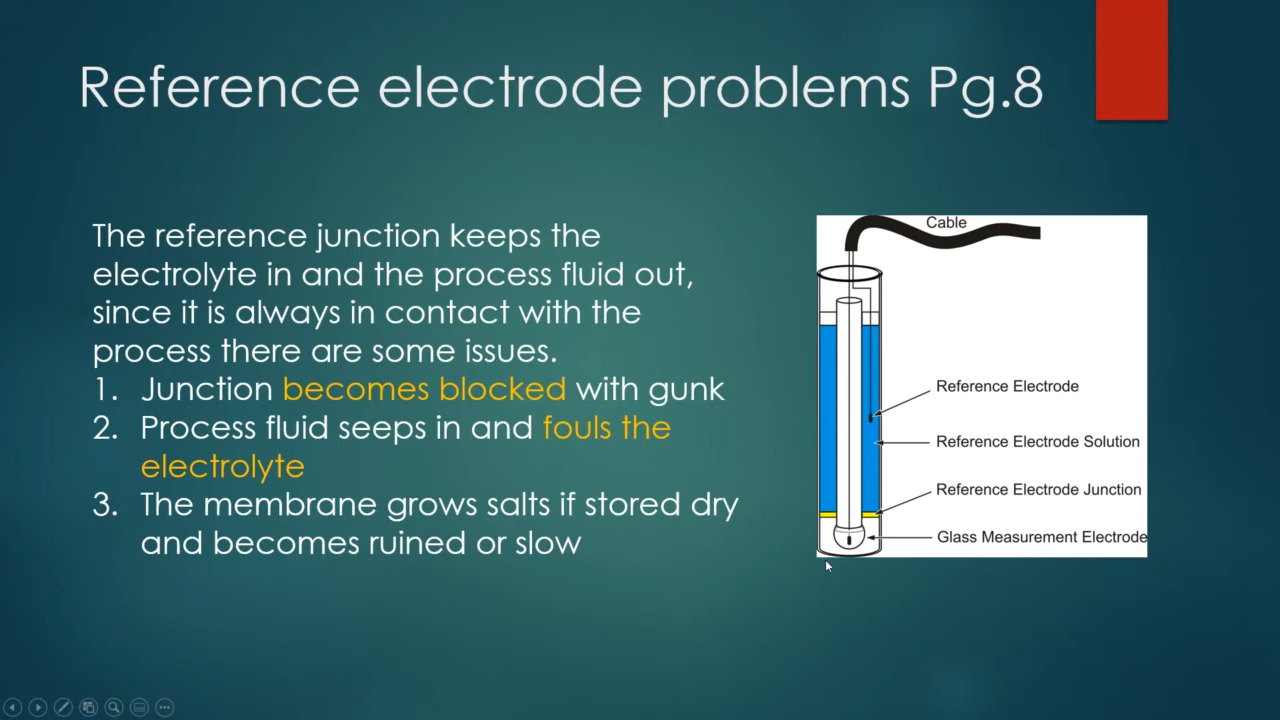 Reference electrode problems Pg.8
The reference junction keeps the
electrolyte in and the process fluid out,
since it is always in contact with the
process there are some issues.
1. Junction becomes blocked with gunk
2. Process fluid seeps in and fouls the
electrolyte
3. The membrane grows salts if stored dry
and becomes ruined or slow
Cable
Reference Electrode
Reference Electrode Solution
Reference Electrode Junction
Glass Measurement Electrode